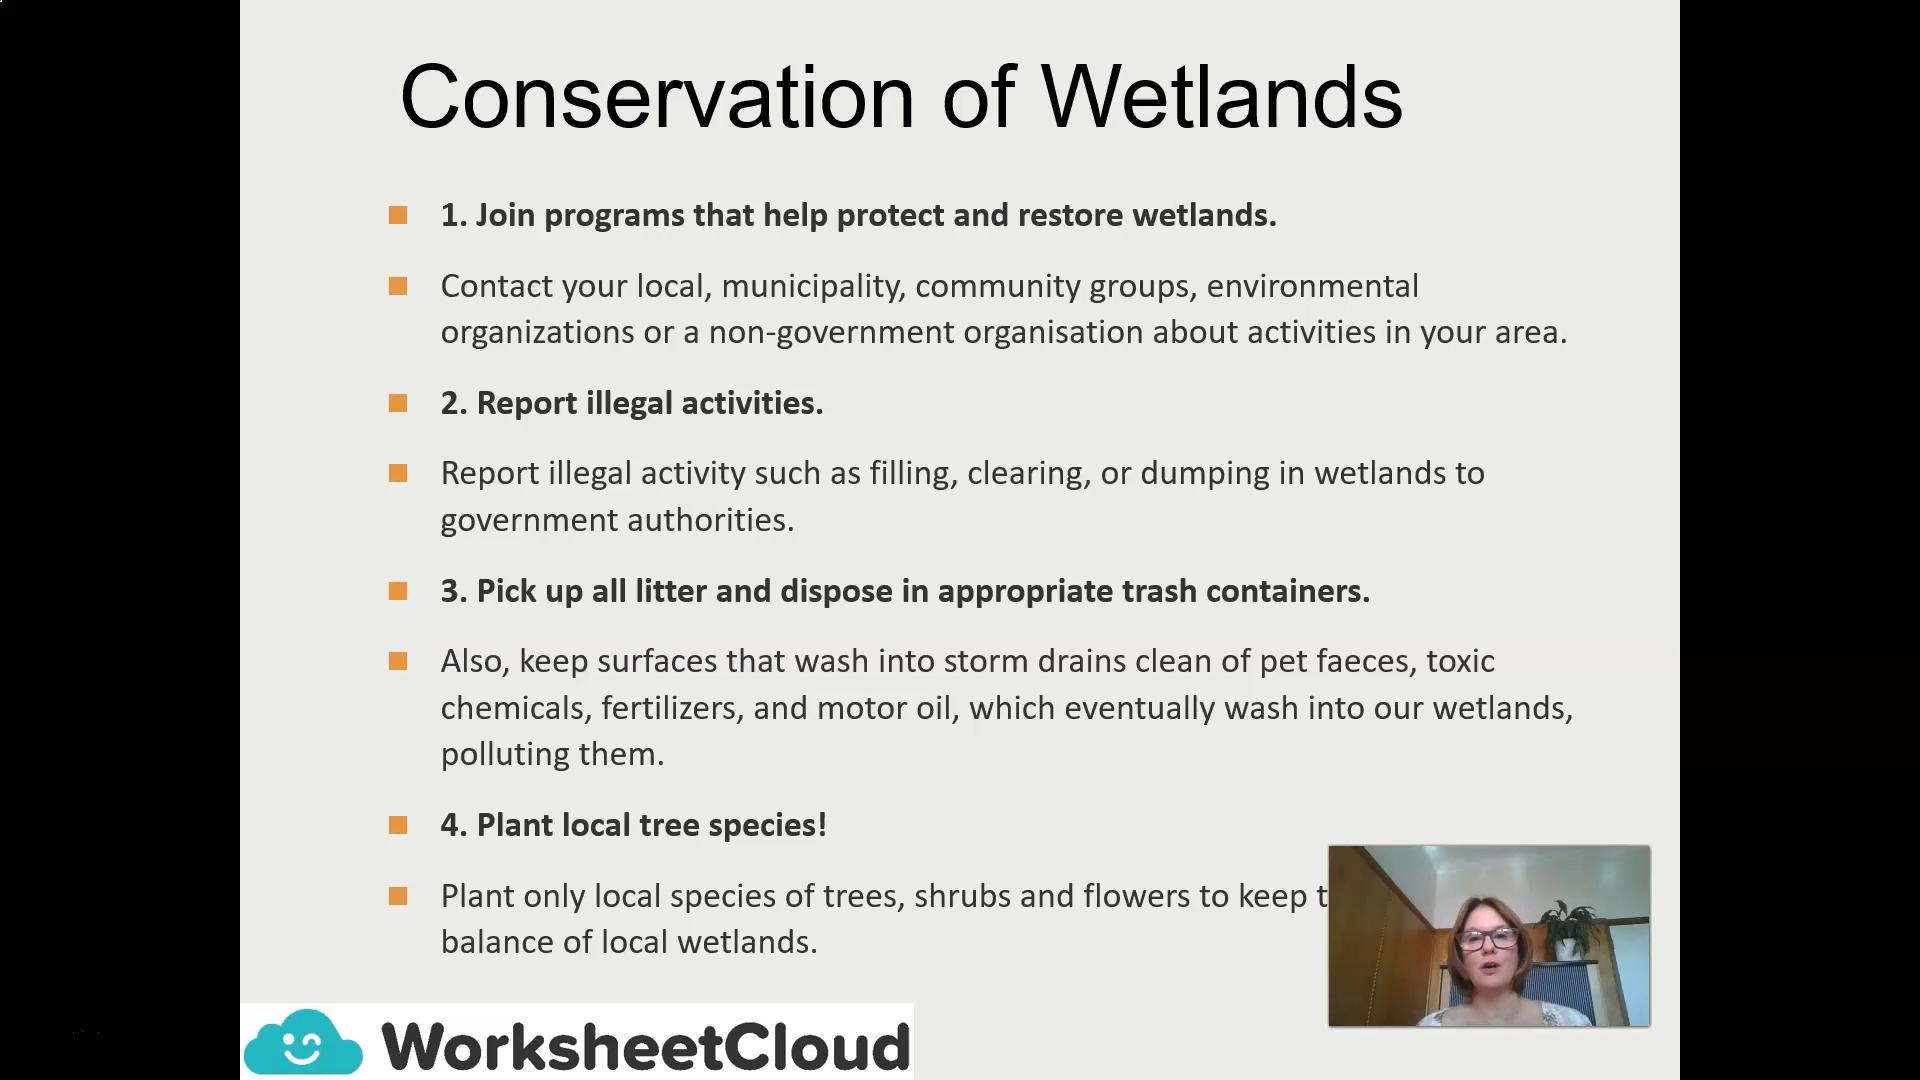 Conservation of Wetlands
1. Join programs that help protect and restore wetlands.
Contact your local, municipality, community groups, environmental
organizations or a non-government organisation about activities in your area.
2. Report illegal activities.
Report illegal activity such as filling, clearing, or dumping in wetlands to
government authorities.
3. Pick up all litter and dispose in appropriate trash containers.
Also, keep surfaces that wash into storm drains clean of pet faeces, toxic
chemicals, fertilizers, and motor oil, which eventually wash into our wetlands,
polluting them.
4. Plant local tree species!
Plant only local species of trees, shrubs and flowers to keep
balance of local wetlands.
WorksheetCloud